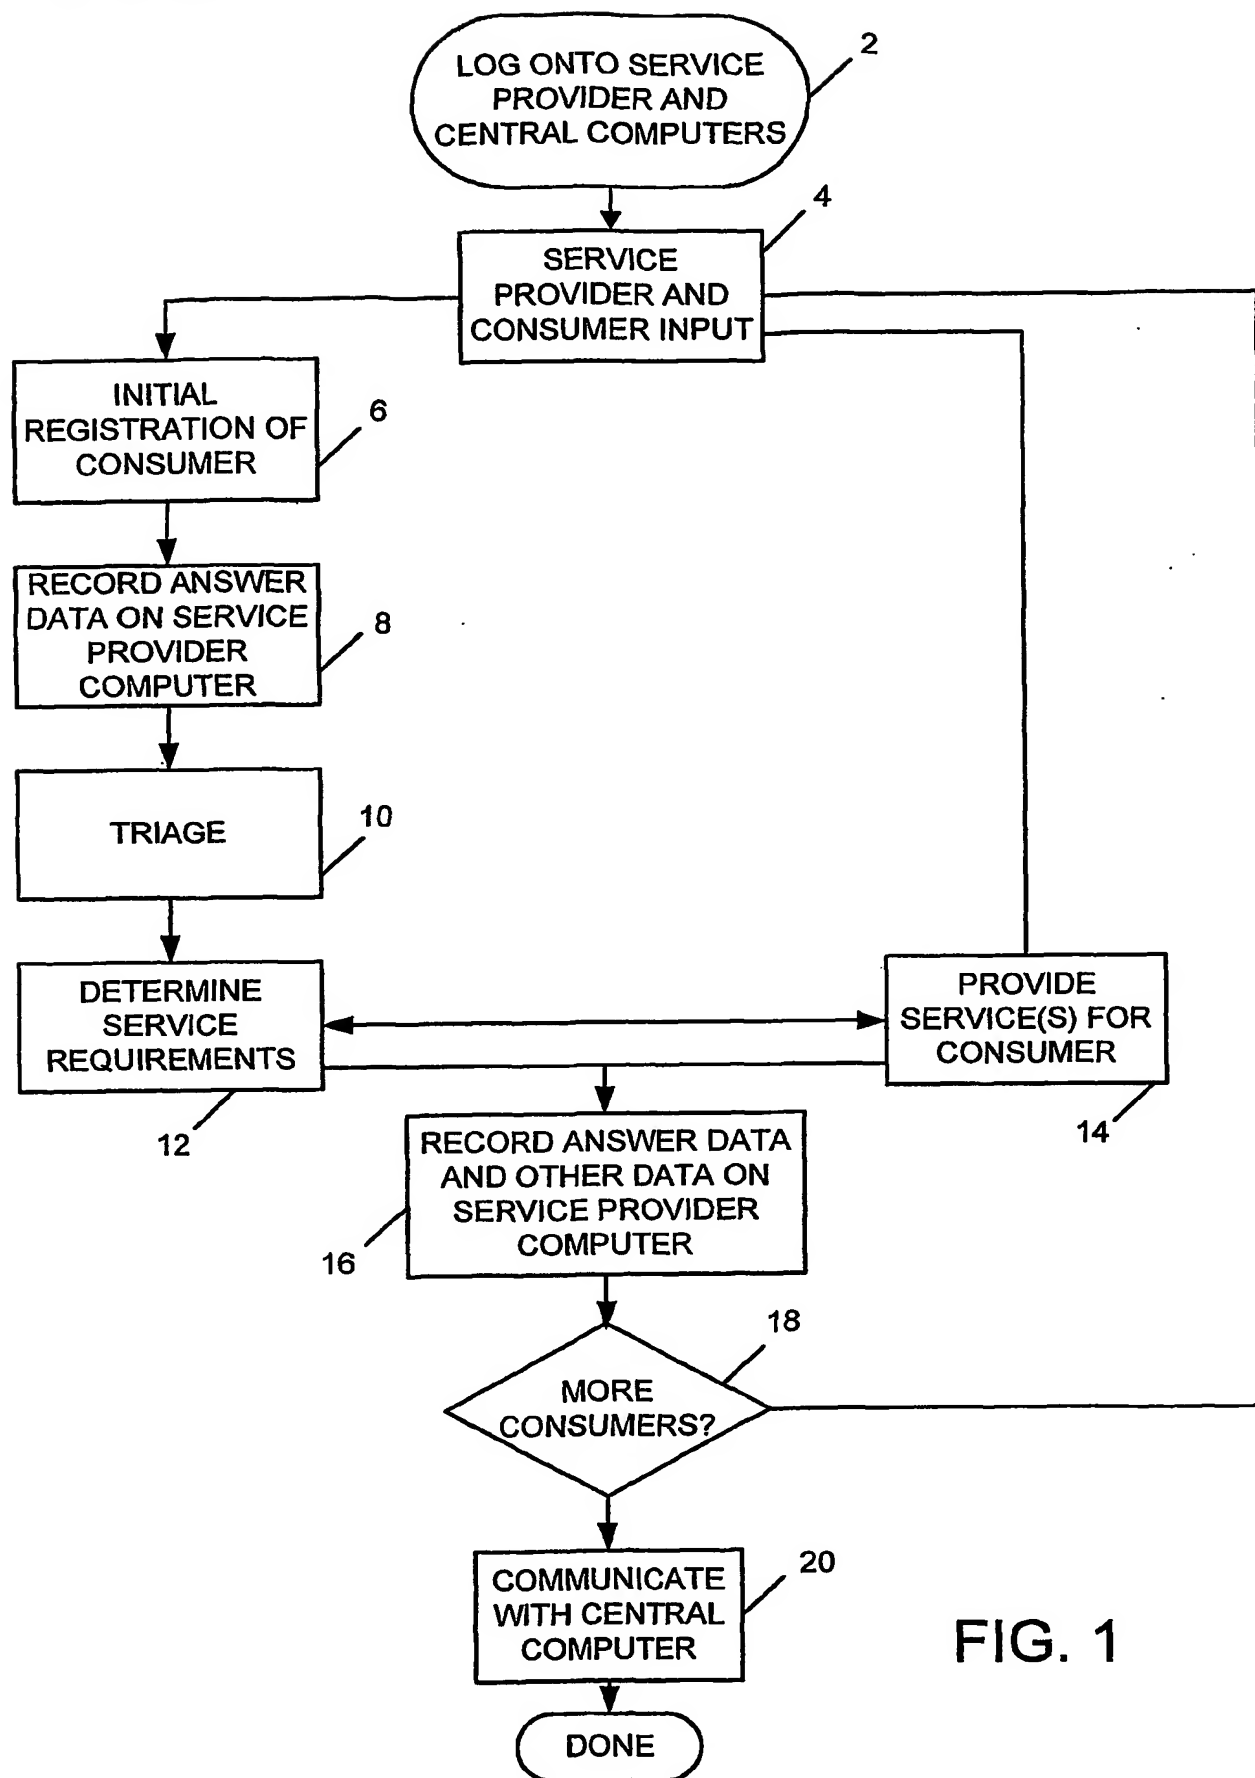 LOG ONTO SERVICE
PROVIDER AND
CENTRAL COMPUTERS
2
SERVICE
PROVIDER AND
CONSUMER INPUT
4
INITIAL
REGISTRATION OF
CONSUMER
6
RECORD ANSWER
DATA ON SERVICE
PROVIDER
COMPUTER
8
TRIAGE
10
DETERMINE
SERVICE
REQUIREMENTS
12
PROVIDE
SERVICE(S) FOR
CONSUMER
14
RECORD ANSWER DATA
AND OTHER DATA ON
SERVICE PROVIDER
COMPUTER
16
MORE
CONSUMERS?
18
COMMUNICATE
WITH CENTRAL
COMPUTER
20
DONE
FIG. 1